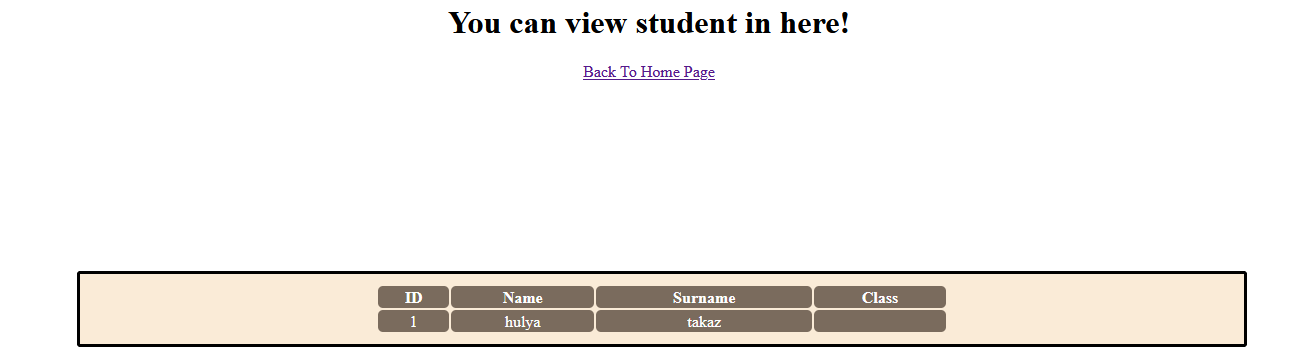 You can view student in here!
Back To Home Page
ID Name Surname Class
1 hulya takaz